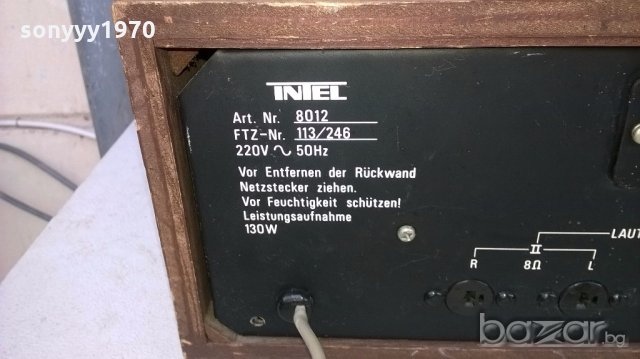 sonyyy1970
INTEL
Art. Nr. 8012
FTZ-Nr. 113/246
220V ∿ 50Hz
Vor Entfernen der Rückwand
Netzstecker ziehen.
Vor Feuchtigkeit schützen!
Leistungsaufnahme
130W
LAUT
II
R 8Ω L
bazar.bg